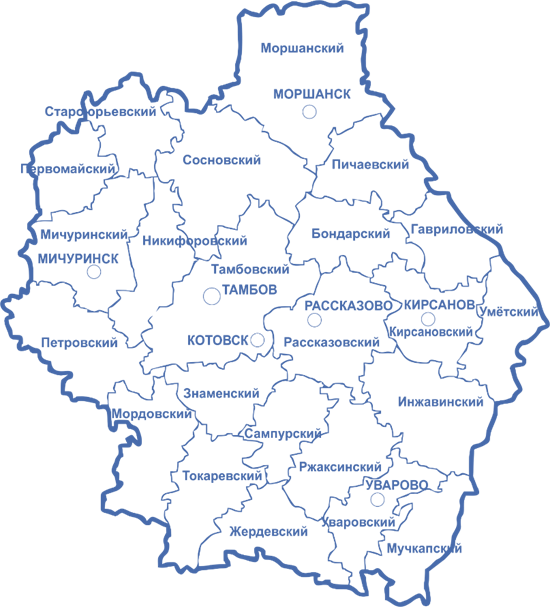 Моршанский
МОРШАНСК
Староюрьевский
Сосновский
Пичаевский
Первомайский
Мичуринский
Никифоровский
Бондарский
Гавриловский
МИЧУРИНСК
Тамбовский
ТАМБОВ
РАССКАЗОВО
КИРСАНОВ
Умётский
Кирсановский
Петровский
КОТОВСК
Рассказовский
Знаменский
Инжавинский
Мордовский
Сампурский
Токаревский
Ржаксинский
УВАРОВО
Уваровский
Жердевский
Мучкапский